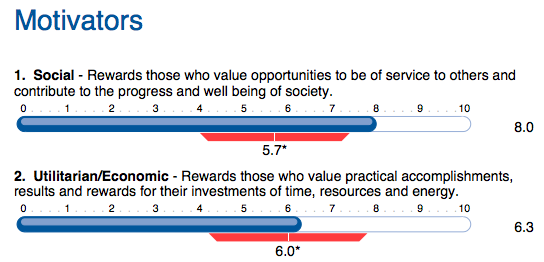 Motivators
1. Social - Rewards those who value opportunities to be of service to others and
contribute to the progress and well being of society.
0 . . . . 1 . . . . 2 . . . . 3 . . . . 4 . . . . 5 . . . . 6 . . . . 7 . . . . 8 . . . . 9 . . . . 10
8.0
5.7*
2. Utilitarian/Economic - Rewards those who value practical accomplishments,
results and rewards for their investments of time, resources and energy.
0 . . . . 1 . . . . 2 . . . . 3 . . . . 4 . . . . 5 . . . . 6 . . . . 7 . . . . 8 . . . . 9 . . . . 10
6.3
6.0*